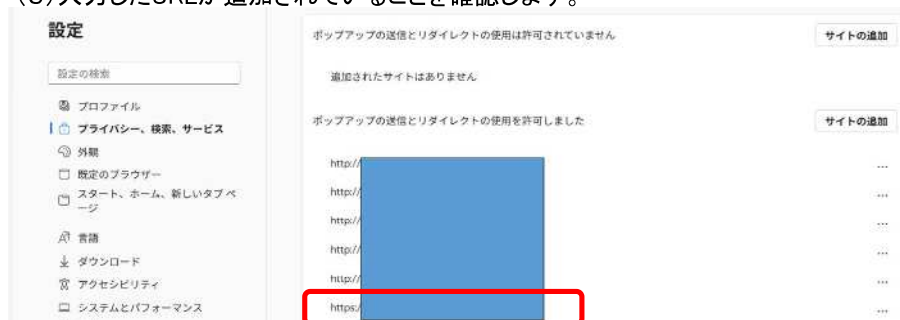 (8)入力したURLが追加されていることを確認します。
設定
設定の検索
プロファイル
プライバシー、検索、サービス
外観
既定のブラウザー
スタート、ホーム、新しいタブ ページ
言語
ダウンロード
アクセシビリティ
システムとパフォーマンス
ポップアップの送信とリダイレクトの使用は許可されていません
サイトの追加
追加されたサイトはありません
ポップアップの送信とリダイレクトの使用を許可しました
サイトの追加
http://
http://
http://
http://
http://
https:/